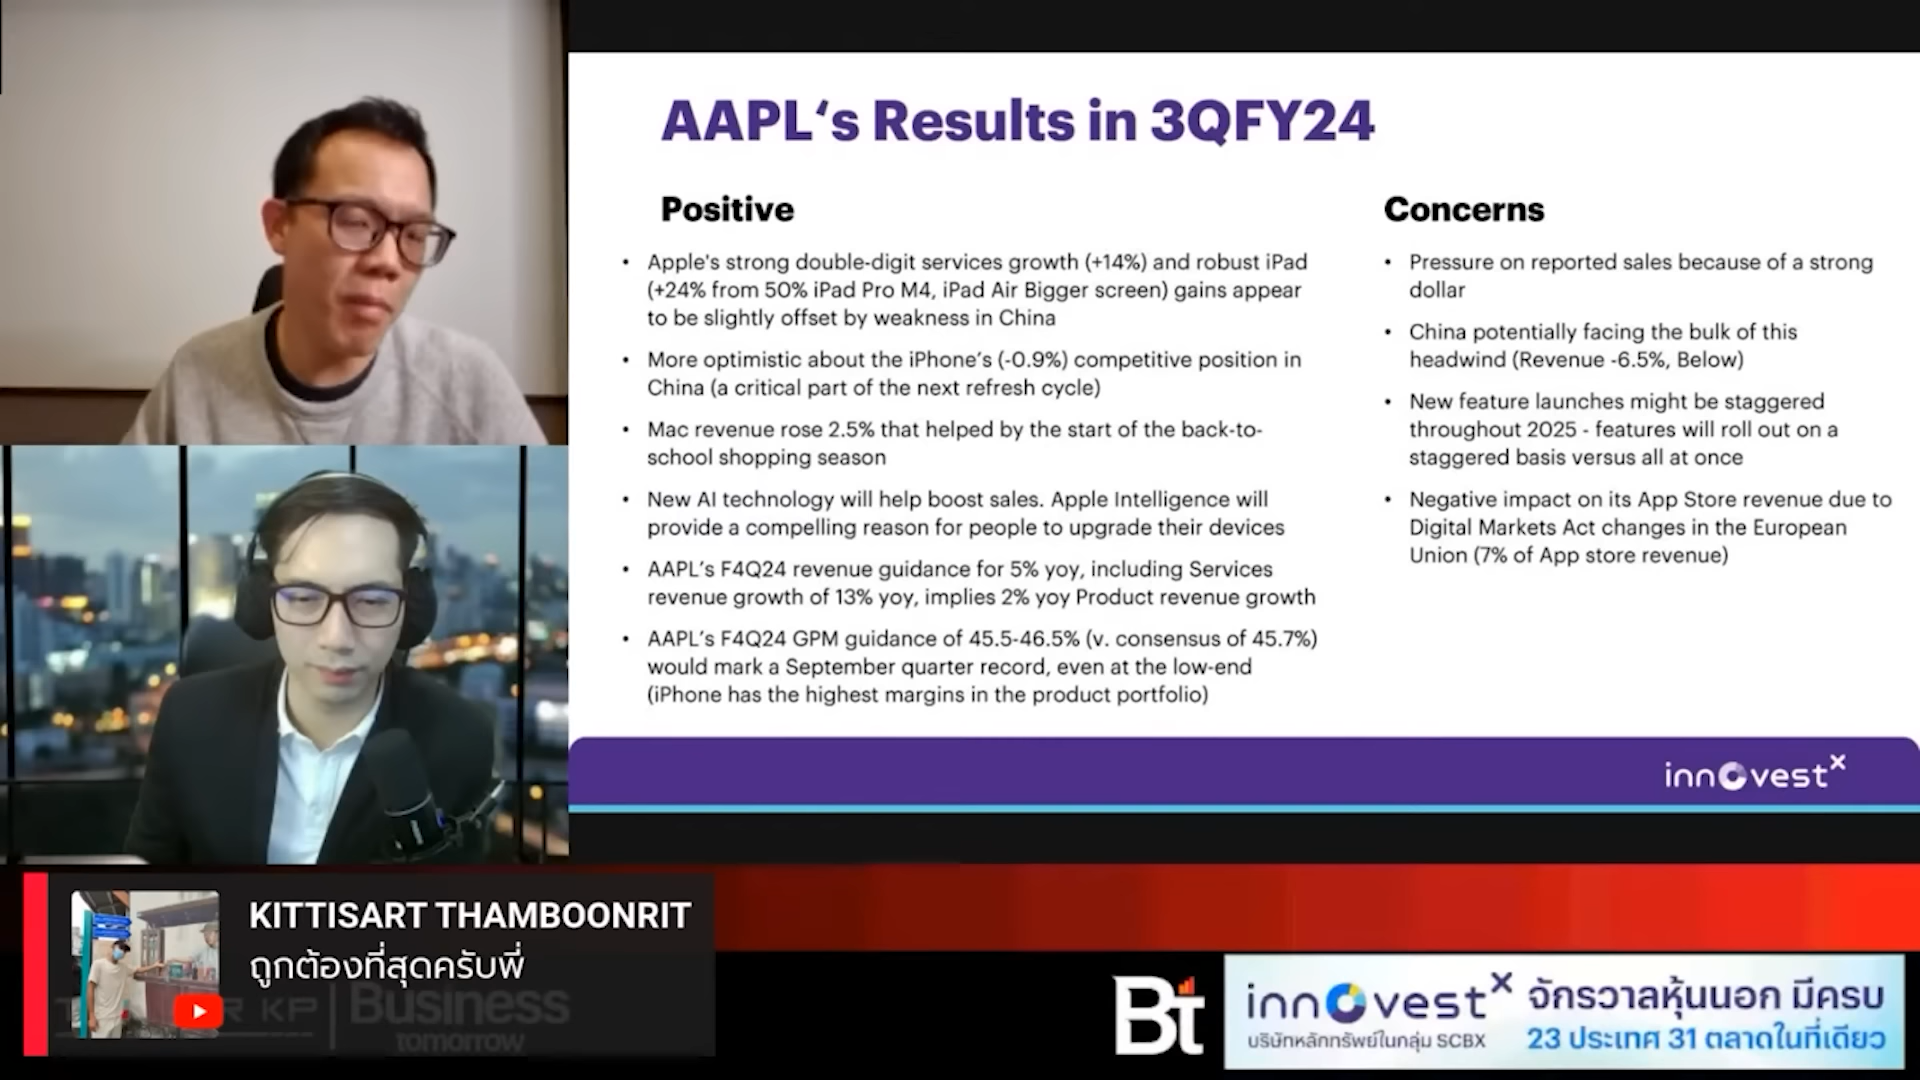 AAPL‘s Results in 3QFY24
Positive
• Apple's strong double-digit services growth (+14%) and robust iPad
(+24% from 50% iPad Pro M4, iPad Air Bigger screen) gains appear
to be slightly offset by weakness in China
• More optimistic about the iPhone’s (-0.9%) competitive position in
China (a critical part of the next refresh cycle)
• Mac revenue rose 2.5% that helped by the start of the back-to-
school shopping season
• New AI technology will help boost sales. Apple Intelligence will
provide a compelling reason for people to upgrade their devices
• AAPL’s F4Q24 revenue guidance for 5% yoy, including Services
revenue growth of 13% yoy, implies 2% yoy Product revenue growth
• AAPL’s F4Q24 GPM guidance of 45.5-46.5% (v. consensus of 45.7%)
would mark a September quarter record, even at the low-end
(iPhone has the highest margins in the product portfolio)
Concerns
• Pressure on reported sales because of a strong
dollar
• China potentially facing the bulk of this
headwind (Revenue -6.5%, Below)
• New feature launches might be staggered
throughout 2025 - features will roll out on a
staggered basis versus all at once
• Negative impact on its App Store revenue due to
Digital Markets Act changes in the European
Union (7% of App store revenue)
innovestx
KITTISART THAMBOONRIT
ถูกต้องที่สุดครับพี่
KP | Business
tomorrow
Bt
innovestx
บริษัทหลักทรัพย์ในกลุ่ม SCBX
จักรวาลหุ้นนอก มีครบ
23 ประเทศ 31 ตลาดในที่เดียว